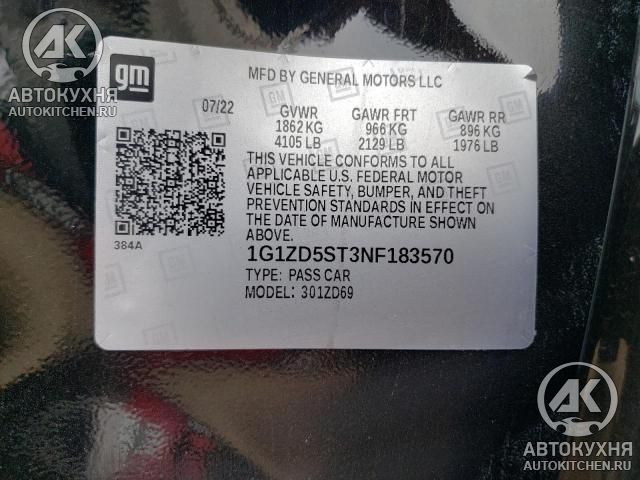 АК
АВТОКУХНЯ
AUTOKITCHEN.RU
gm
MFD BY GENERAL MOTORS LLC
07/22
GVWR GAWR FRT GAWR RR
1862 KG 966 KG 896 KG
4105 LB 2129 LB 1976 LB
THIS VEHICLE CONFORMS TO ALL
APPLICABLE U.S. FEDERAL MOTOR
VEHICLE SAFETY, BUMPER, AND THEFT
PREVENTION STANDARDS IN EFFECT ON
THE DATE OF MANUFACTURE SHOWN
ABOVE.
384A
1G1ZD5ST3NF183570
TYPE: PASS CAR
MODEL: 301ZD69
АК
АВТОКУХНЯ
AUTOKITCHEN.RU